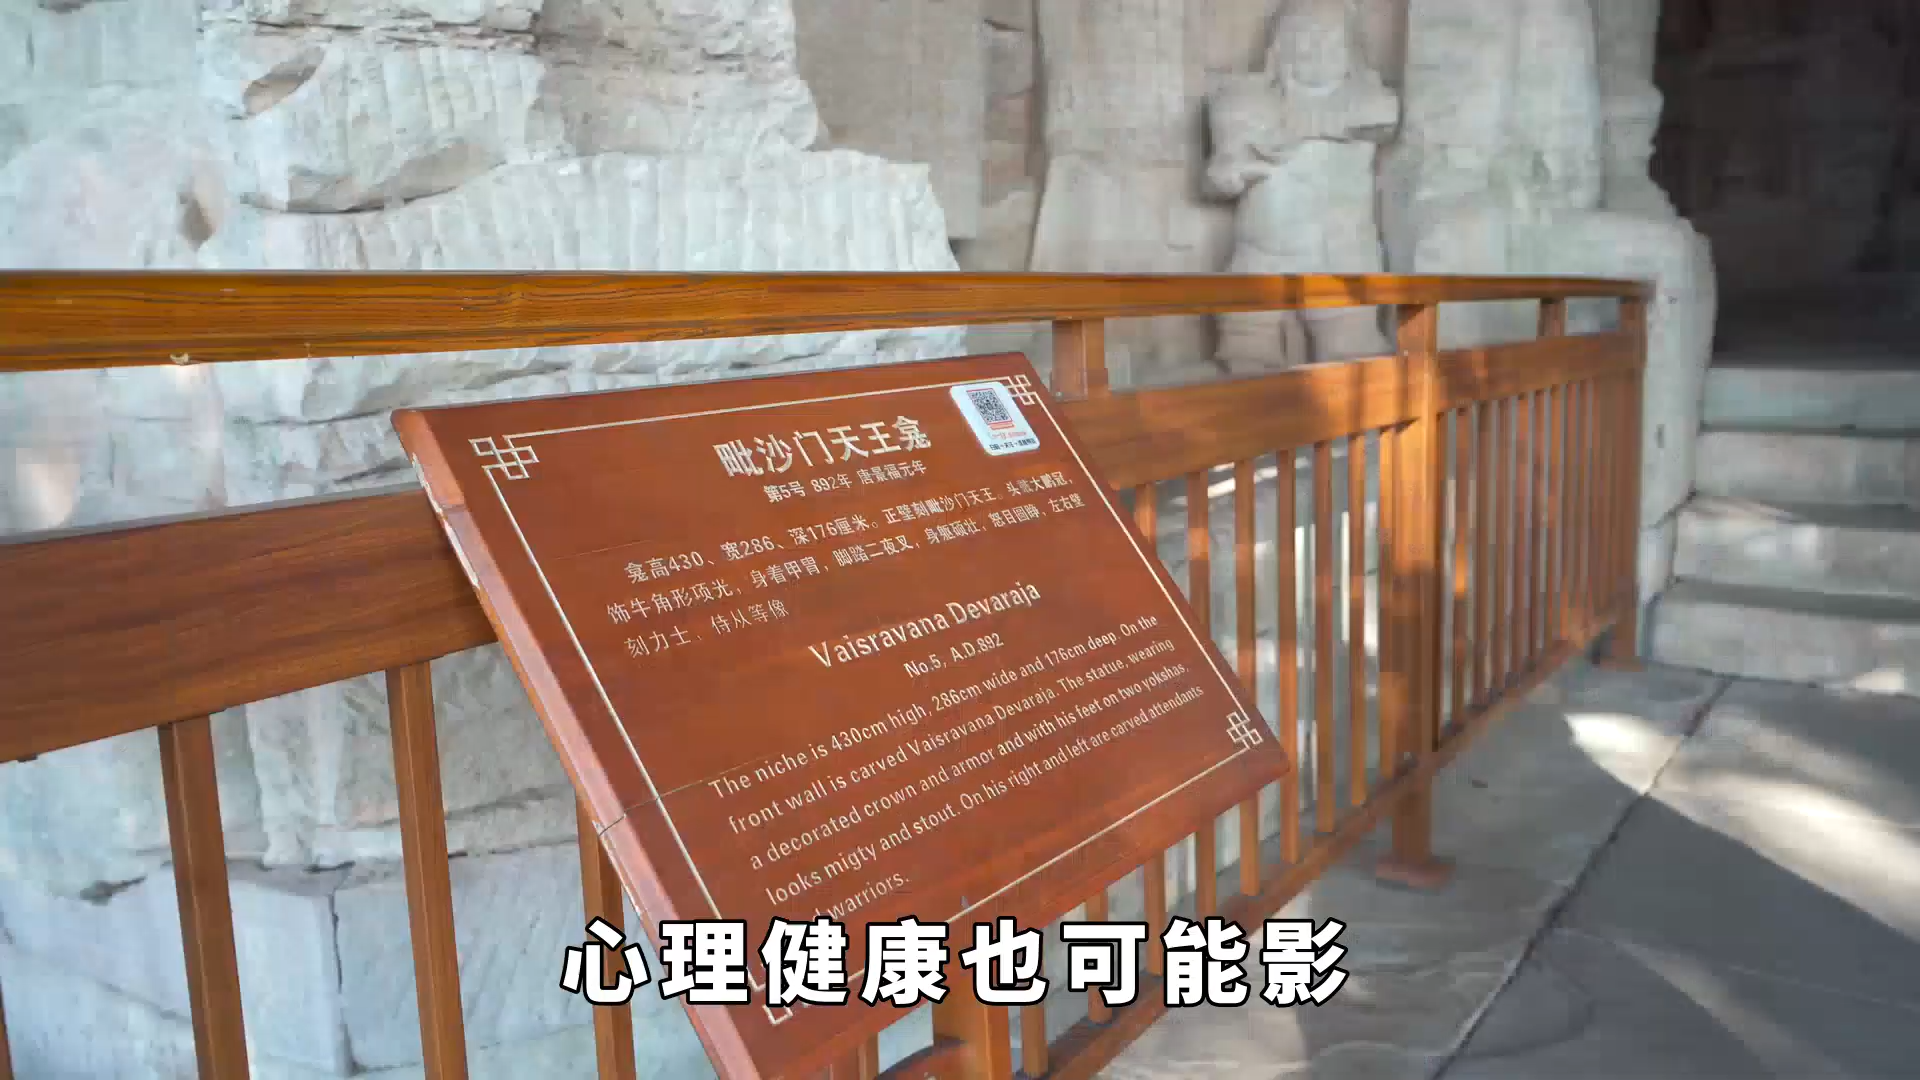 毗沙门天王龛
第5号 892年 唐景福元年
龛高430、宽286、深176厘米。正壁刻毗沙门天王。头戴大鹏冠，
饰牛角形项光，身着甲胄，脚踏二夜叉，身躯硕壮，怒目圆睁，左右壁
刻力士、侍从等像
Vaisravana Devaraja
No.5, A.D.892
The niche is 430cm high, 286cm wide and 176cm deep. On the
front wall is carved Vaisravana Devaraja. The statue, wearing
a decorated crown and armor and with his feet on two yokshas,
looks migty and stout. On his right and left are carved attendants
warriors.
心理健康也可能影